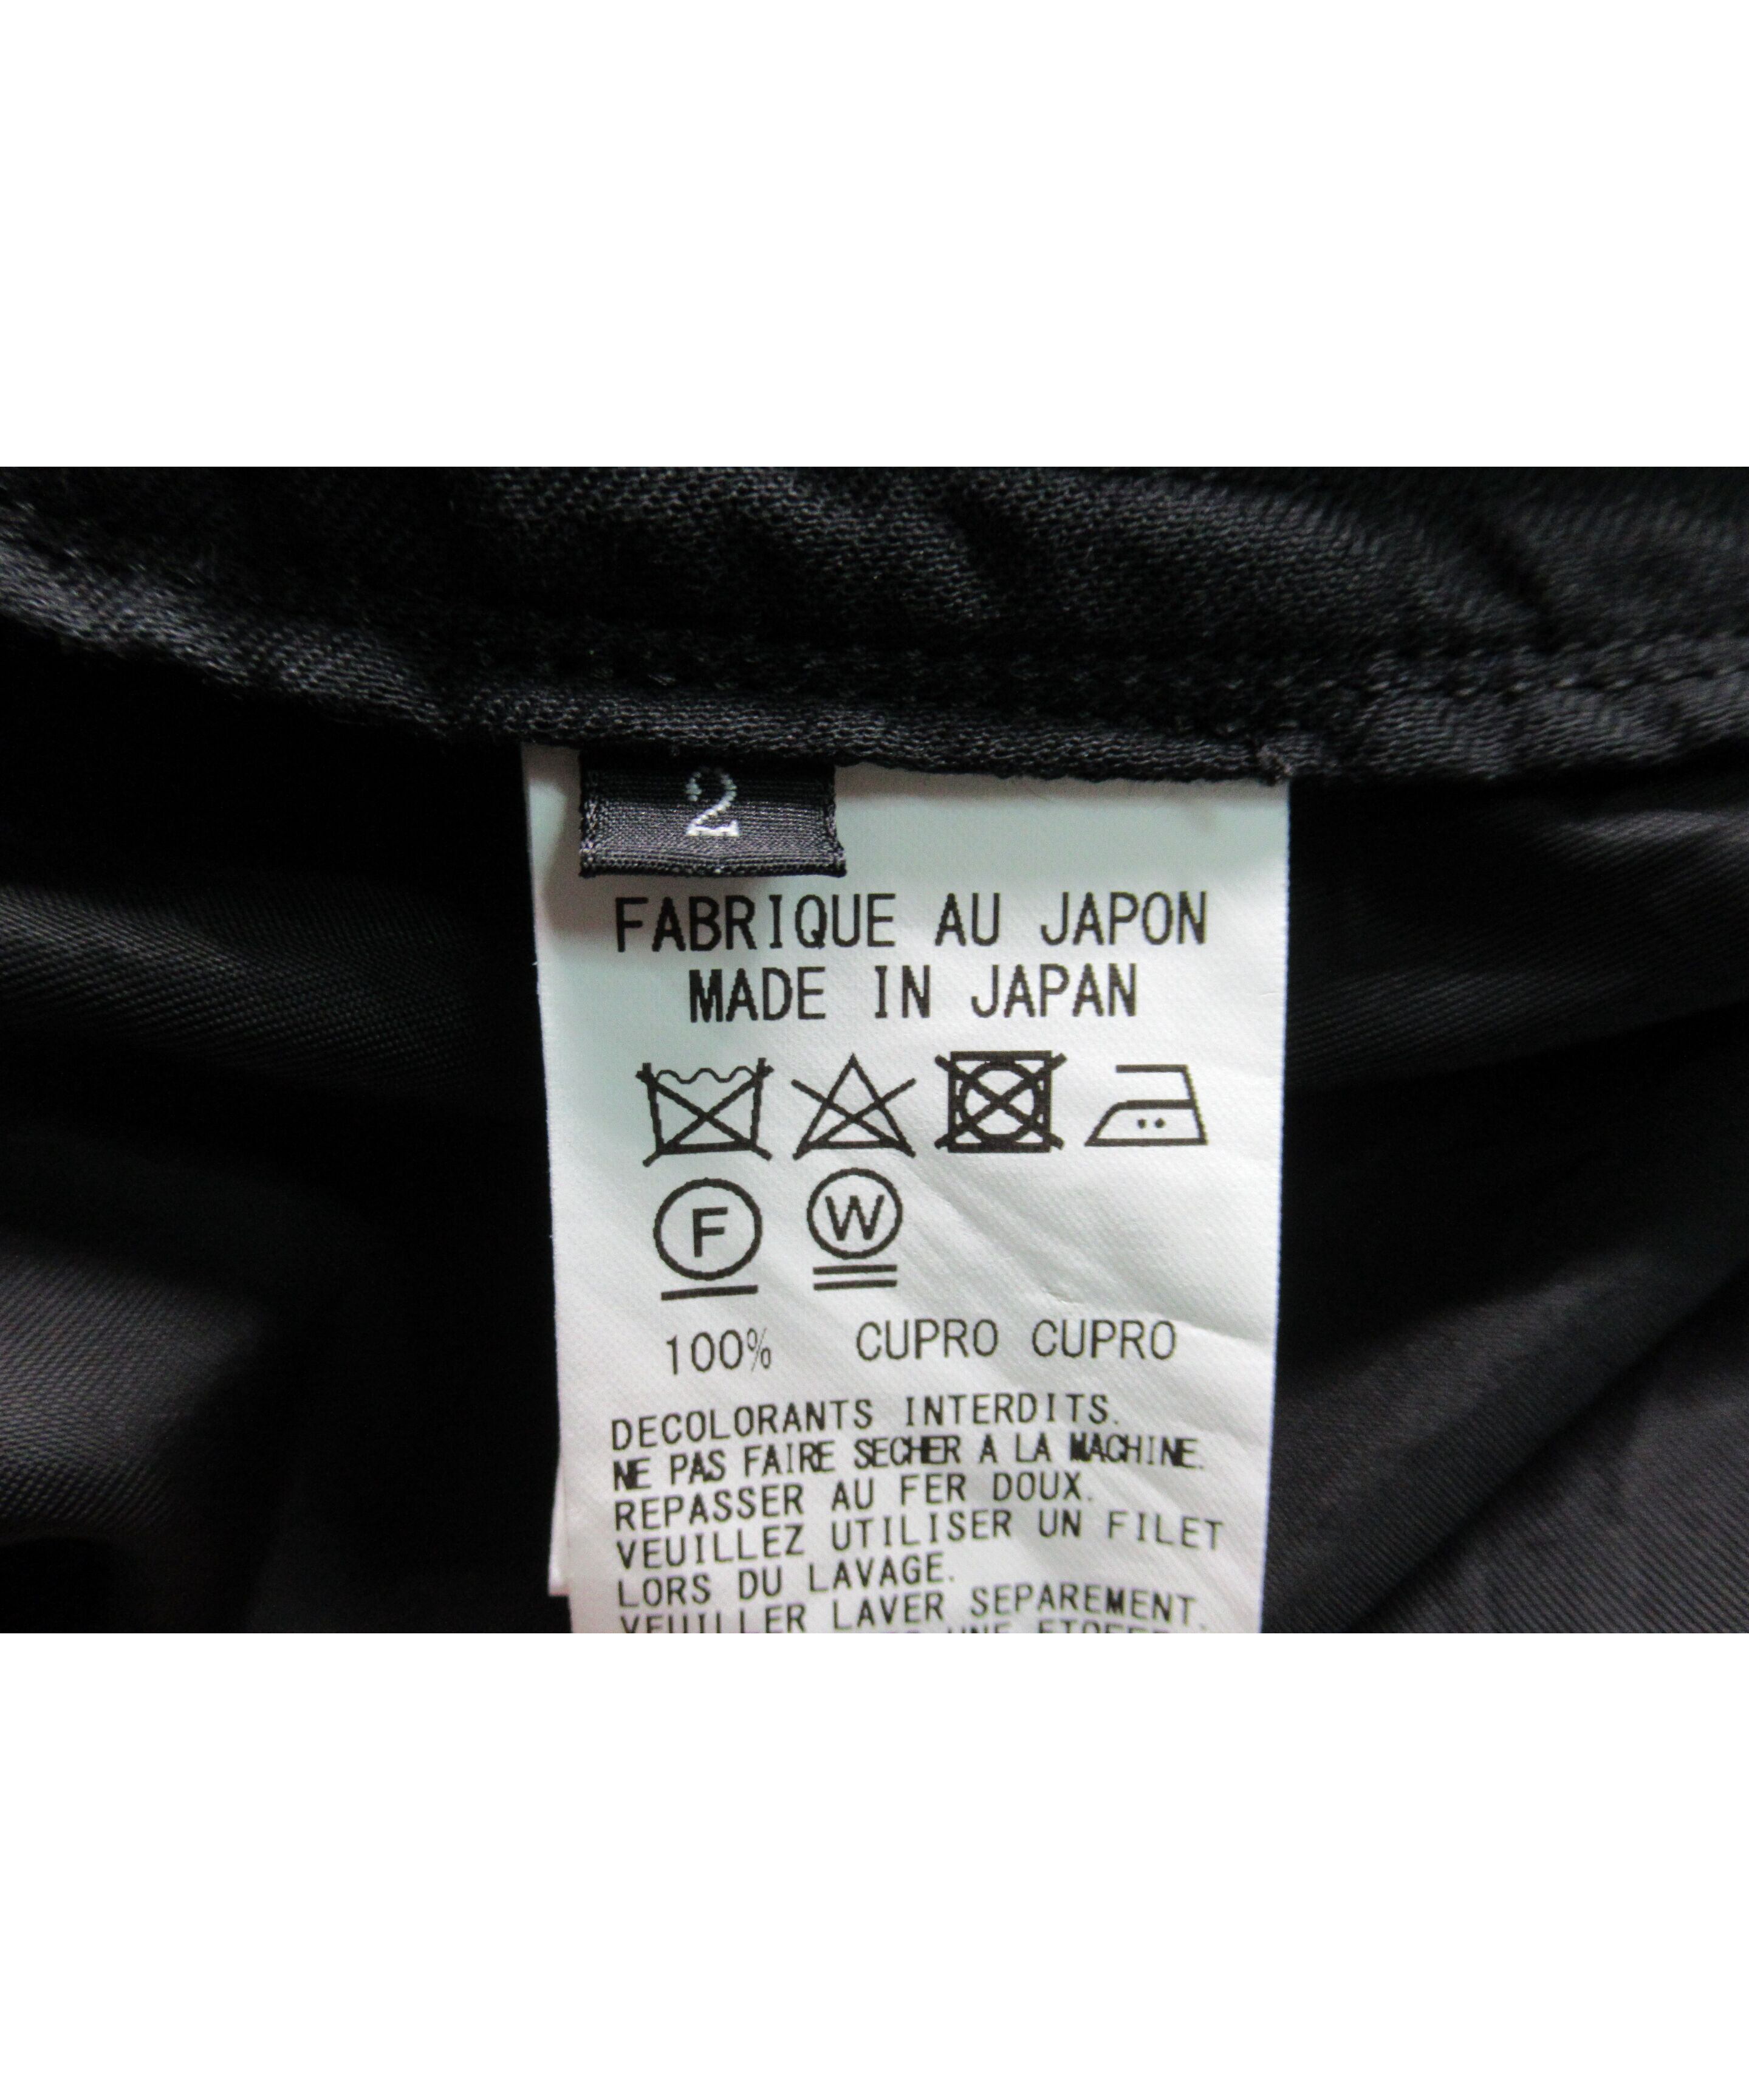 2
FABRIQUE AU JAPON
MADE IN JAPAN
F W
100% CUPRO CUPRO
DECOLORANTS INTERDITS.
NE PAS FAIRE SECHER A LA MACHINE.
REPASSER AU FER DOUX.
VEUILLEZ UTILISER UN FILET
LORS DU LAVAGE.
VEUILLER LAVER SEPAREMENT.